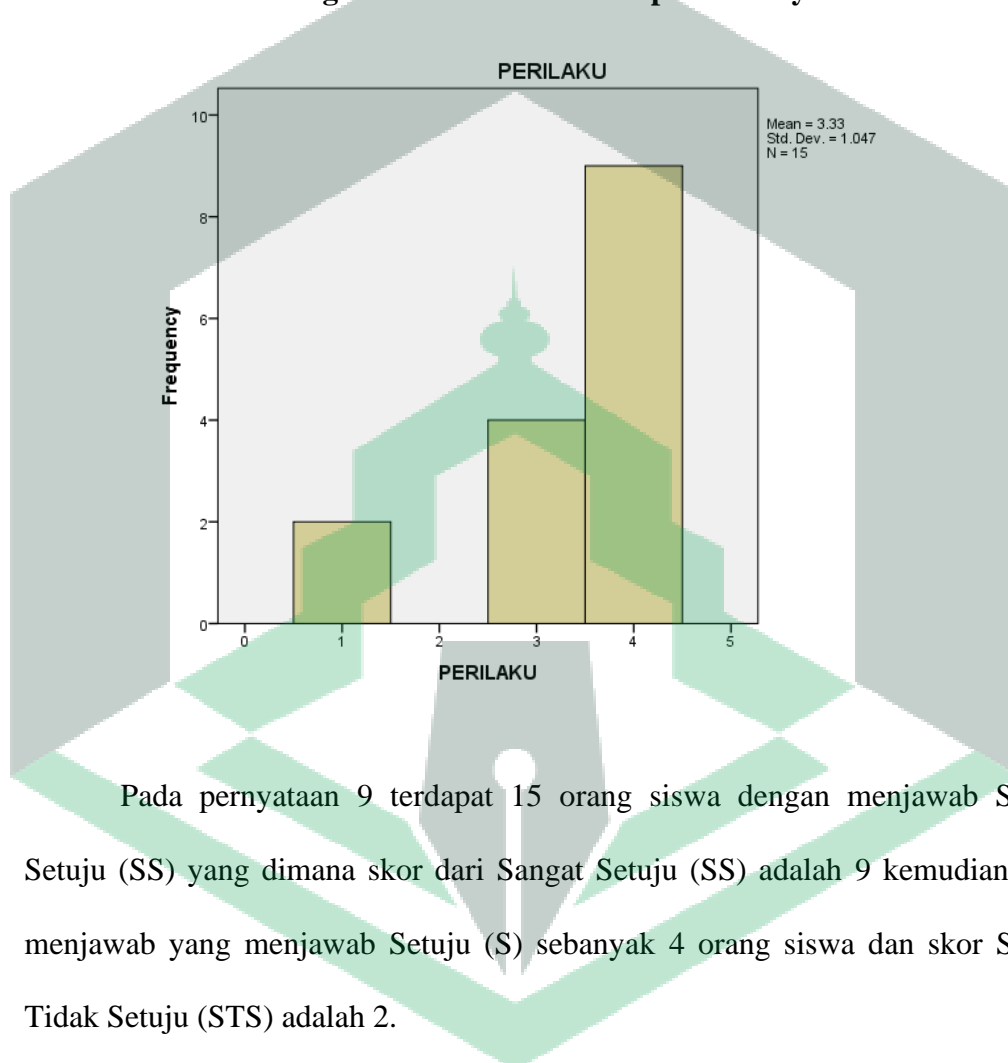 PERILAKU
Mean = 3.33
Std. Dev. = 1.047
N = 15
10
8
6
4
2
0
Frequency
0 1 2 3 4 5
PERILAKU
Pada pernyataan 9 terdapat 15 orang siswa dengan menjawab S
Setuju (SS) yang dimana skor dari Sangat Setuju (SS) adalah 9 kemudian
menjawab yang menjawab Setuju (S) sebanyak 4 orang siswa dan skor S
Tidak Setuju (STS) adalah 2.